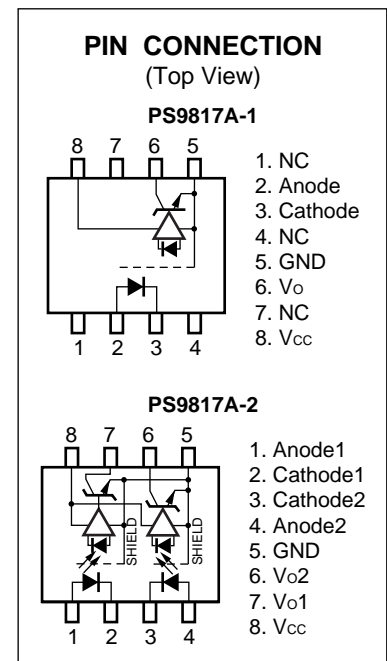 PIN CONNECTION
(Top View)
PS9817A-1
8 7 6 5
1. NC
2. Anode
3. Cathode
4. NC
5. GND
6. VO
7. NC
8. VCC
1 2 3 4
PS9817A-2
8 7 6 5
SHIELD SHIELD
1. Anode1
2. Cathode1
3. Cathode2
4. Anode2
5. GND
6. VO2
7. VO1
8. VCC
1 2 3 4